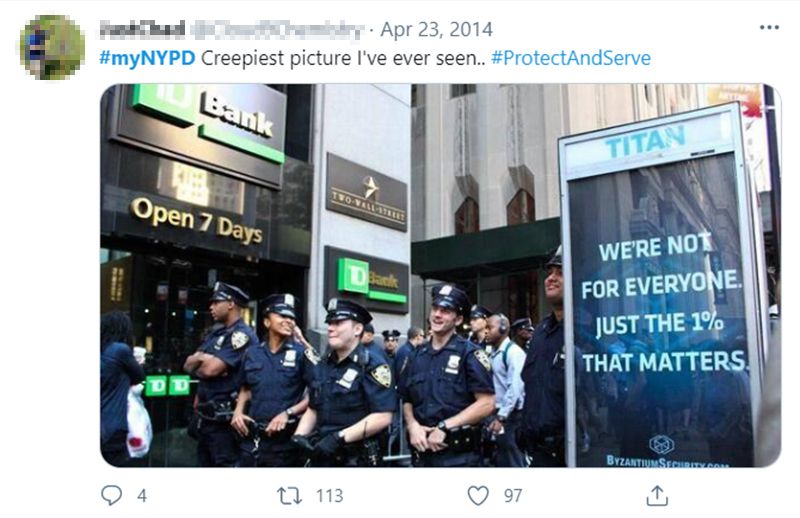 · Apr 23, 2014
#myNYPD Creepiest picture I've ever seen.. #ProtectAndServe
TD Bank
Open 7 Days
TWO-WALL-STREET
TD Bank
TD TD
TITAN
WE'RE NOT
FOR EVERYONE.
JUST THE 1%
THAT MATTERS.
BYZANTIUMSECURITY.COM
4
113
97